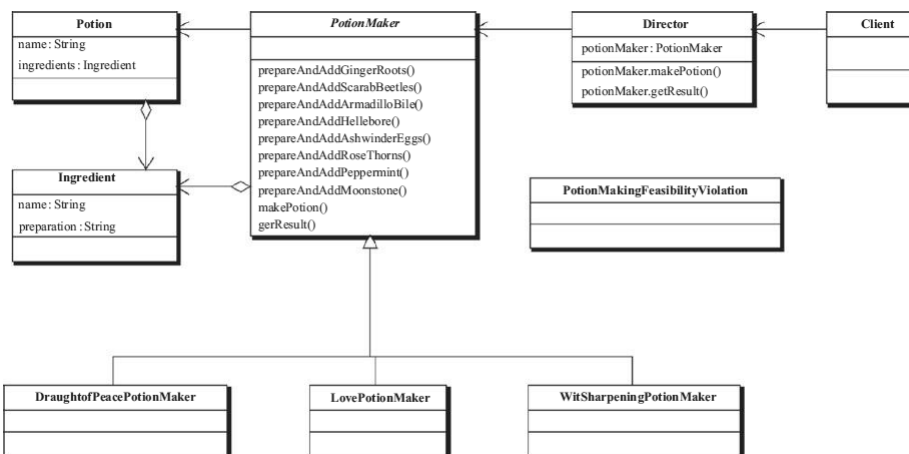 Potion
name : String
ingredients : Ingredient
PotionMaker
prepareAndAddGingerRoots()
prepareAndAddScarabBeetles()
prepareAndAddArmadilloBile()
prepareAndAddHellebore()
prepareAndAddAshwinderEggs()
prepareAndAddRoseThorns()
prepareAndAddPeppermint()
prepareAndAddMoonstone()
makePotion()
gerResult()
Director
potionMaker : PotionMaker
potionMaker.makePotion()
potionMaker.getResult()
Client
Ingredient
name : String
preparation : String
PotionMakingFeasibilityViolation
DraughtofPeacePotionMaker
LovePotionMaker
WitSharpeningPotionMaker